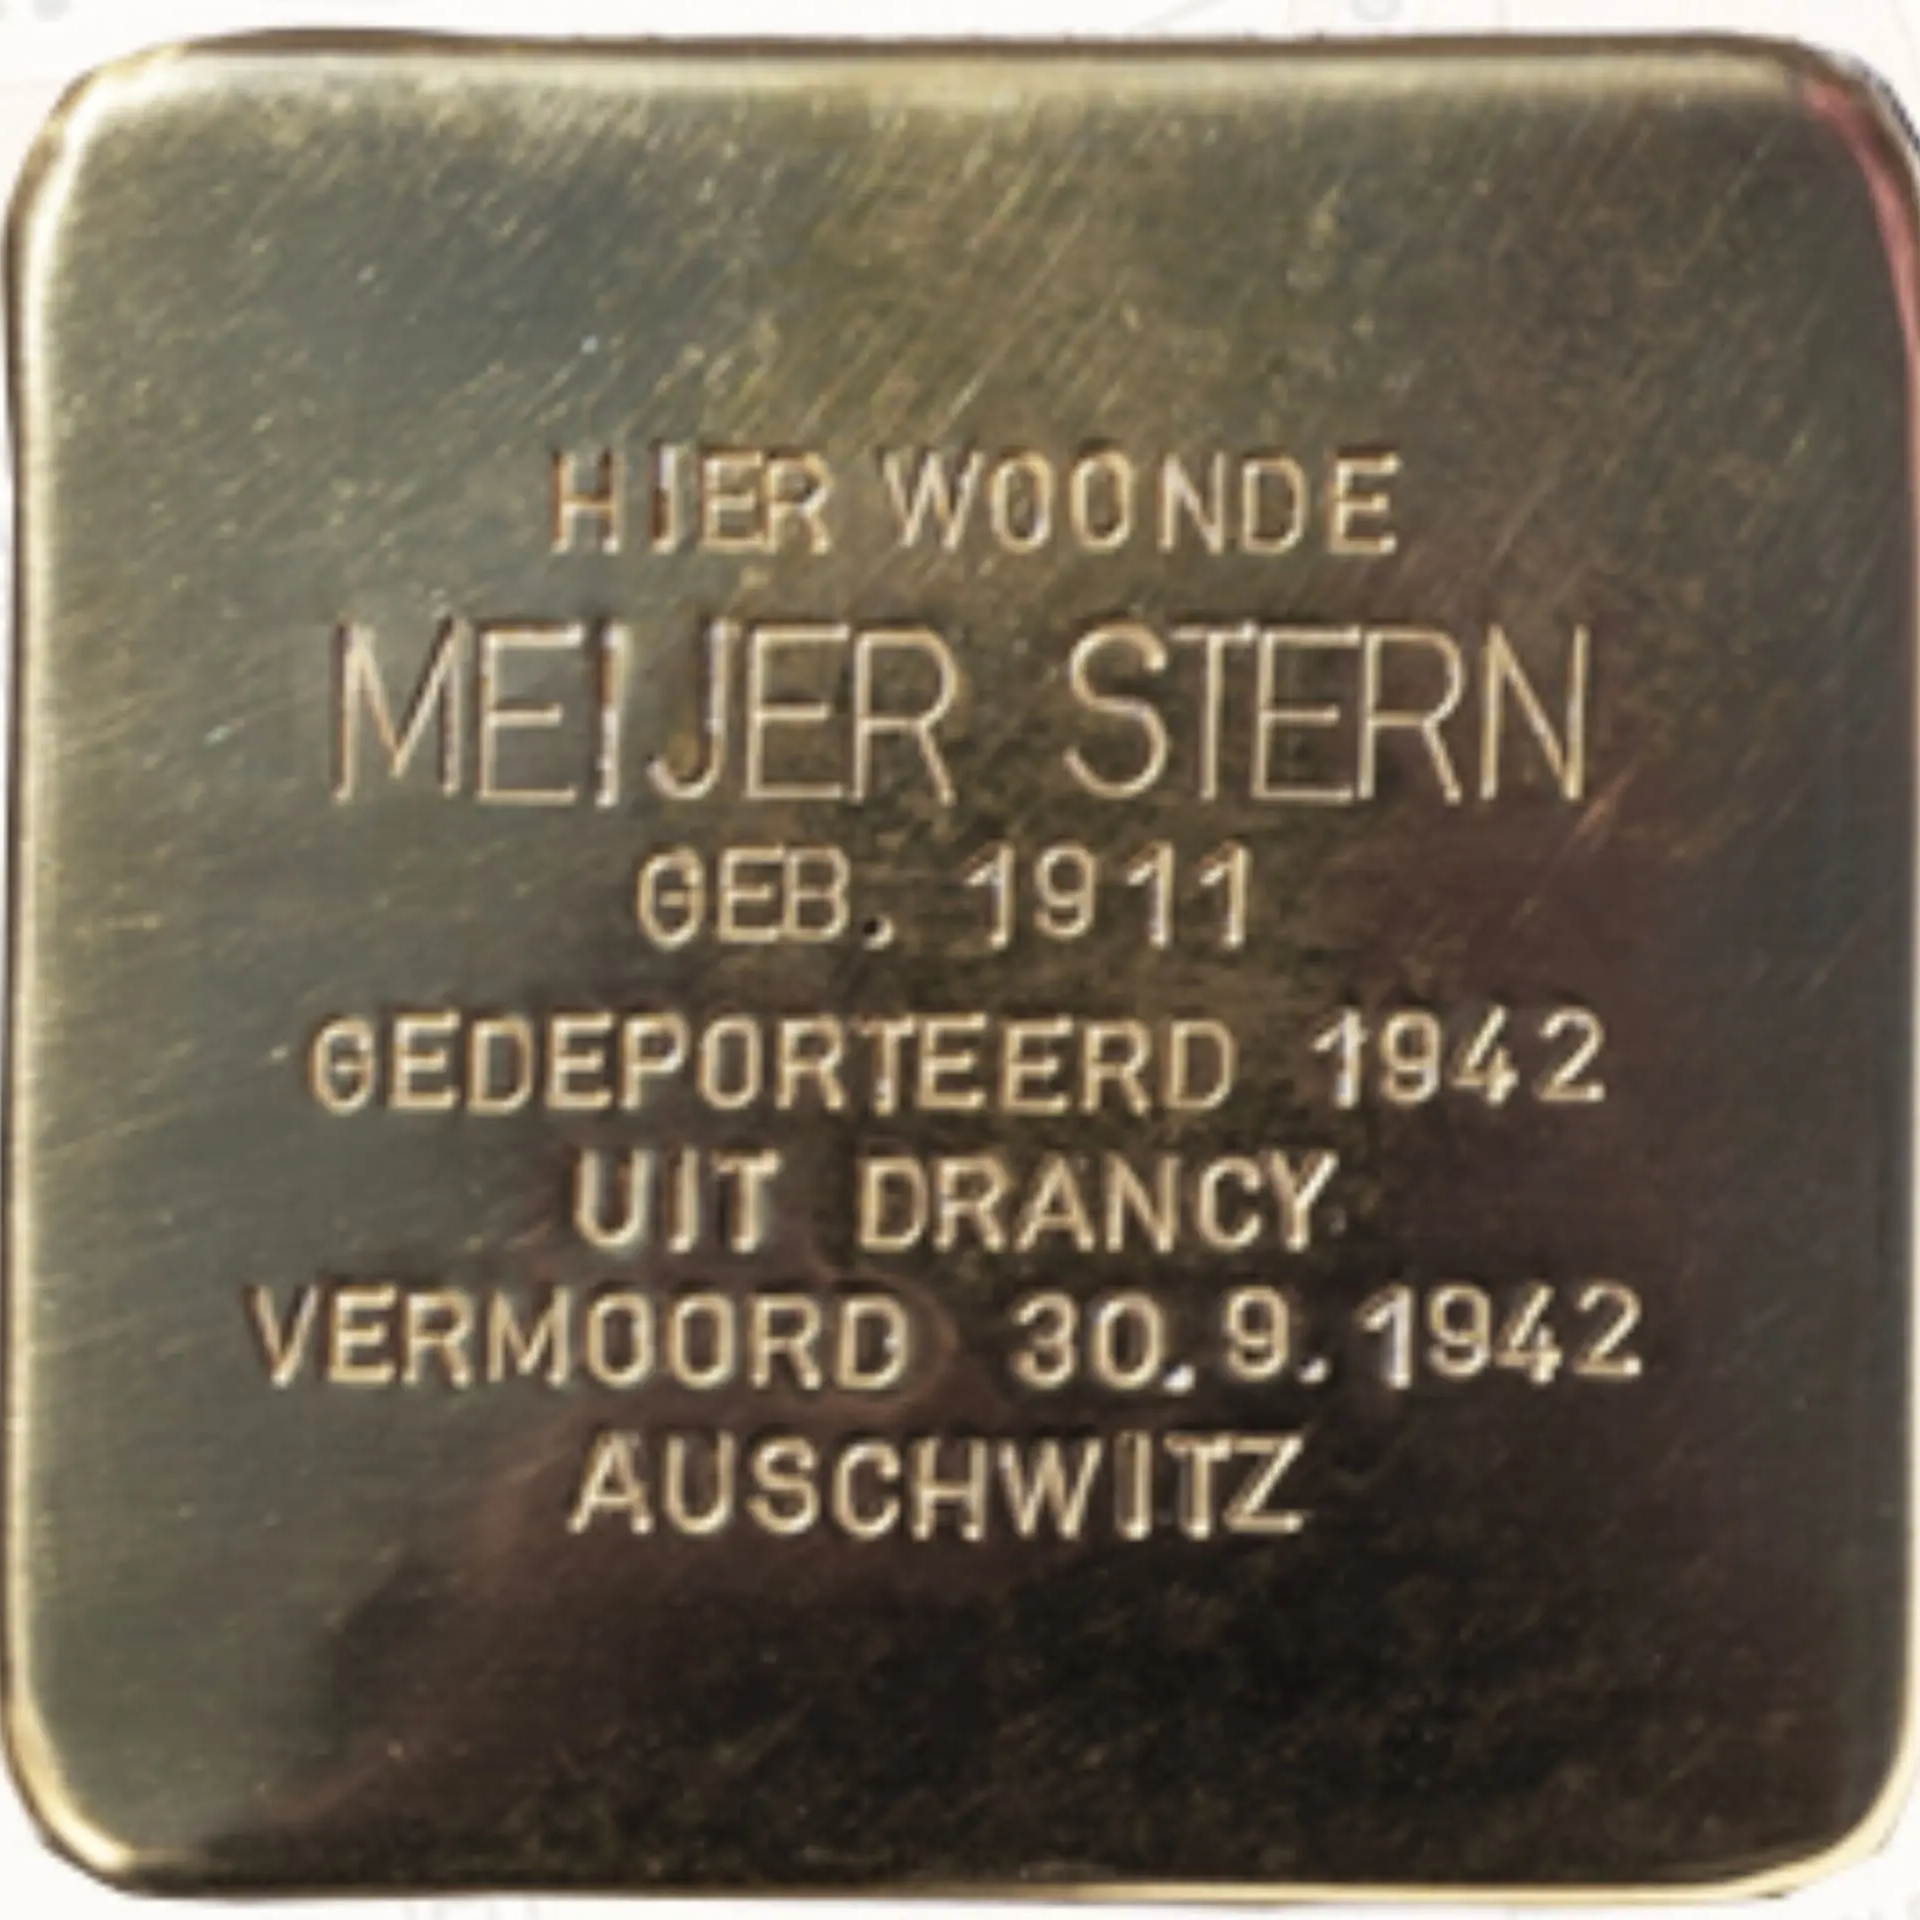 HIER WOONDE
MEIJER STERN
GEB. 1911
GEDEPORTEERD 1942
UIT DRANCY
VERMOORD 30.9.1942
AUSCHWITZ